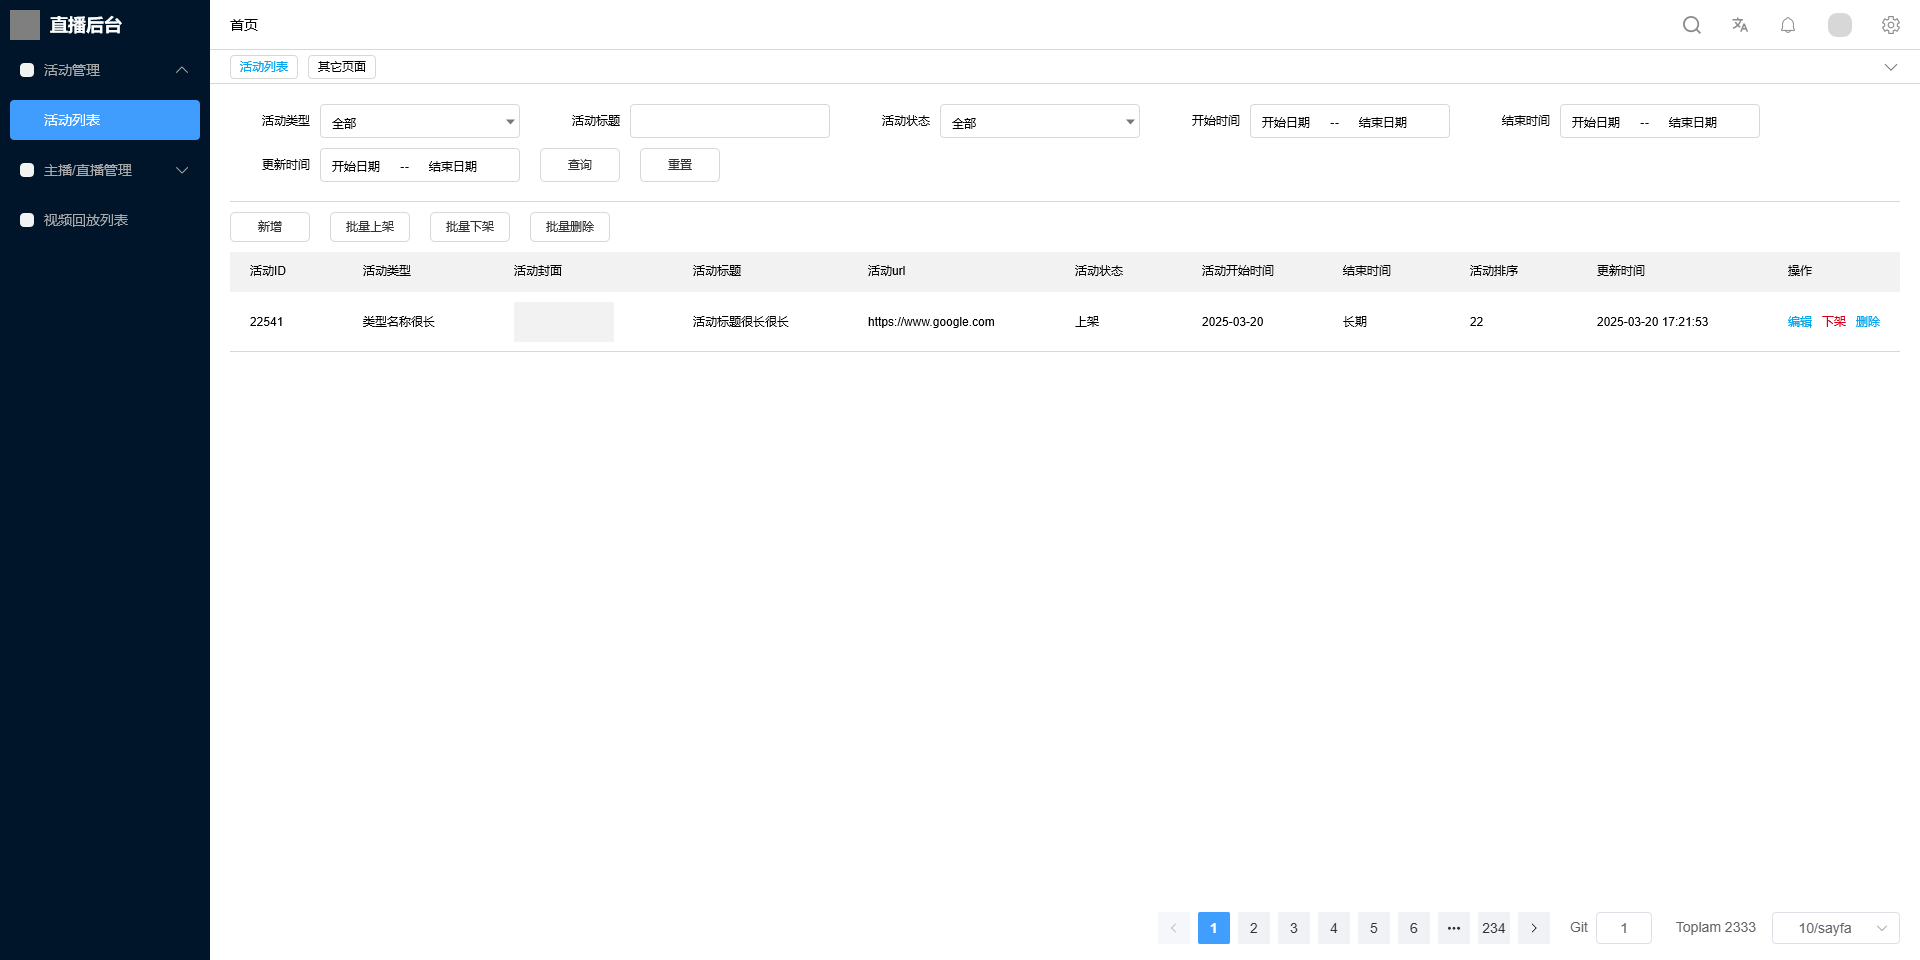 直播后台
首页
活动管理
活动列表
主播/直播管理
视频回放列表
活动列表 其它页面
活动类型 全部 活动标题 活动状态 全部 开始时间 开始日期 -- 结束日期 结束时间 开始日期 -- 结束日期
更新时间 开始日期 -- 结束日期 查询 重置
新增 批量上架 批量下架 批量删除
活动ID 活动类型 活动封面 活动标题 活动url 活动状态 活动开始时间 结束时间 活动排序 更新时间 操作
22541 类型名称很长 活动标题很长很长 https://www.google.com 上架 2025-03-20 长期 22 2025-03-20 17:21:53 编辑 下架 删除
1 2 3 4 5 6 ••• 234 Git 1 Toplam 2333 10/sayfa